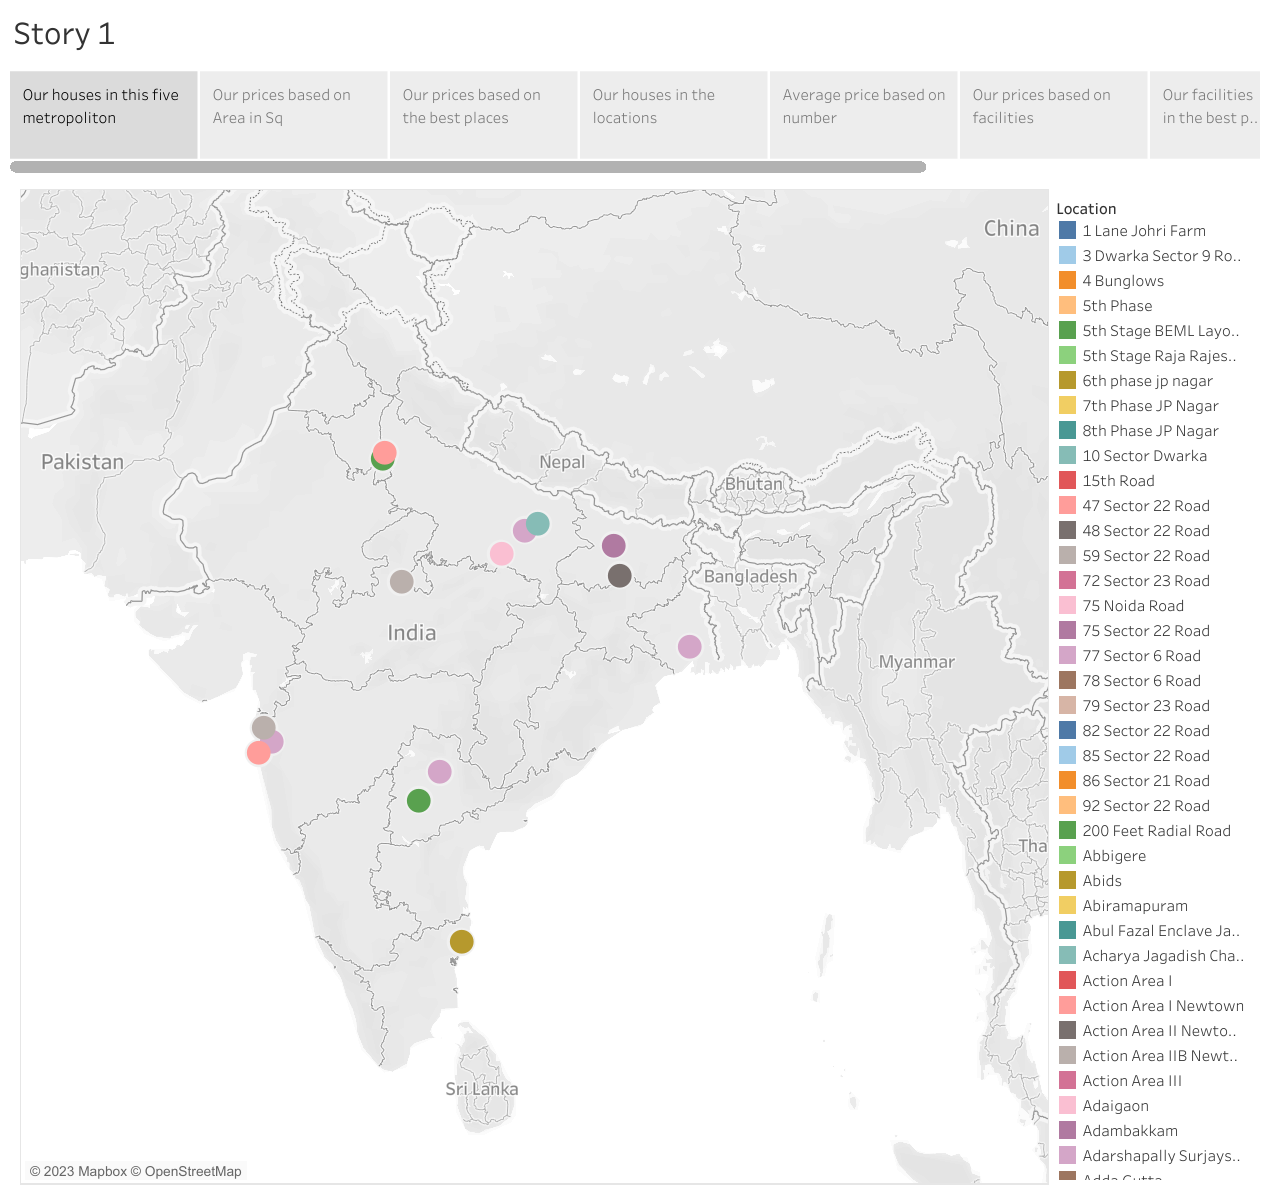 Story 1
Our houses in this five
metropoliton
Our prices based on
Area in Sq
Our prices based on
the best places
Our houses in the
locations
Average price based on
number
Our prices based on
facilities
Our facilities
in the best p..
ghanistan
Pakistan
China
Nepal
Bhutan
Bangladesh
India
Myanmar
Tha
Sri Lanka
© 2023 Mapbox © OpenStreetMap
Location
1 Lane Johri Farm
3 Dwarka Sector 9 Ro..
4 Bunglows
5th Phase
5th Stage BEML Layo..
5th Stage Raja Rajes..
6th phase jp nagar
7th Phase JP Nagar
8th Phase JP Nagar
10 Sector Dwarka
15th Road
47 Sector 22 Road
48 Sector 22 Road
59 Sector 22 Road
72 Sector 23 Road
75 Noida Road
75 Sector 22 Road
77 Sector 6 Road
78 Sector 6 Road
79 Sector 23 Road
82 Sector 22 Road
85 Sector 22 Road
86 Sector 21 Road
92 Sector 22 Road
200 Feet Radial Road
Abbigere
Abids
Abiramapuram
Abul Fazal Enclave Ja..
Acharya Jagadish Cha..
Action Area I
Action Area I Newtown
Action Area II Newto..
Action Area IIB Newt..
Action Area III
Adaigaon
Adambakkam
Adarshapally Surjays..
Adda Gutta